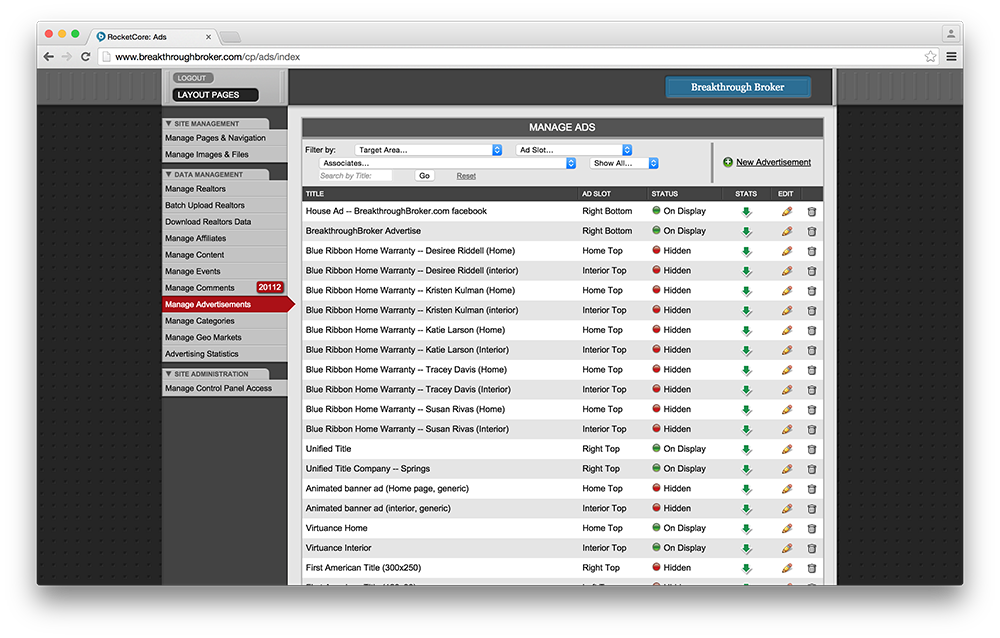 RocketCore: Ads
www.breakthroughbroker.com/cp/ads/index
LOGOUT
LAYOUT PAGES
Breakthrough Broker
SITE MANAGEMENT
Manage Pages & Navigation
Manage Images & Files
DATA MANAGEMENT
Manage Realtors
Batch Upload Realtors
Download Realtors Data
Manage Affiliates
Manage Content
Manage Events
Manage Comments 20112
Manage Advertisements
Manage Categories
Manage Geo Markets
Advertising Statistics
SITE ADMINISTRATION
Manage Control Panel Access
MANAGE ADS
Filter by: Target Area... Ad Slot...
Associates... Show All...
Search by Title: Go Reset
New Advertisement
TITLE AD SLOT STATUS STATS EDIT
House Ad -- BreakthroughBroker.com facebook Right Bottom On Display
BreakthroughBroker Advertise Right Bottom On Display
Blue Ribbon Home Warranty -- Desiree Riddell (Home) Home Top Hidden
Blue Ribbon Home Warranty -- Desiree Riddell (interior) Interior Top Hidden
Blue Ribbon Home Warranty -- Kristen Kulman (Home) Home Top Hidden
Blue Ribbon Home Warranty -- Kristen Kulman (interior) Interior Top Hidden
Blue Ribbon Home Warranty -- Katie Larson (Home) Home Top Hidden
Blue Ribbon Home Warranty -- Katie Larson (Interior) Interior Top Hidden
Blue Ribbon Home Warranty -- Tracey Davis (Home) Home Top Hidden
Blue Ribbon Home Warranty -- Tracey Davis (Interior) Interior Top Hidden
Blue Ribbon Home Warranty -- Susan Rivas (Home) Home Top Hidden
Blue Ribbon Home Warranty -- Susan Rivas (Interior) Interior Top Hidden
Unified Title Right Top On Display
Unified Title Company -- Springs Right Top On Display
Animated banner ad (Home page, generic) Home Top Hidden
Animated banner ad (interior, generic) Interior Top Hidden
Virtuance Home Home Top On Display
Virtuance Interior Interior Top On Display
First American Title (300x250) Right Top Hidden